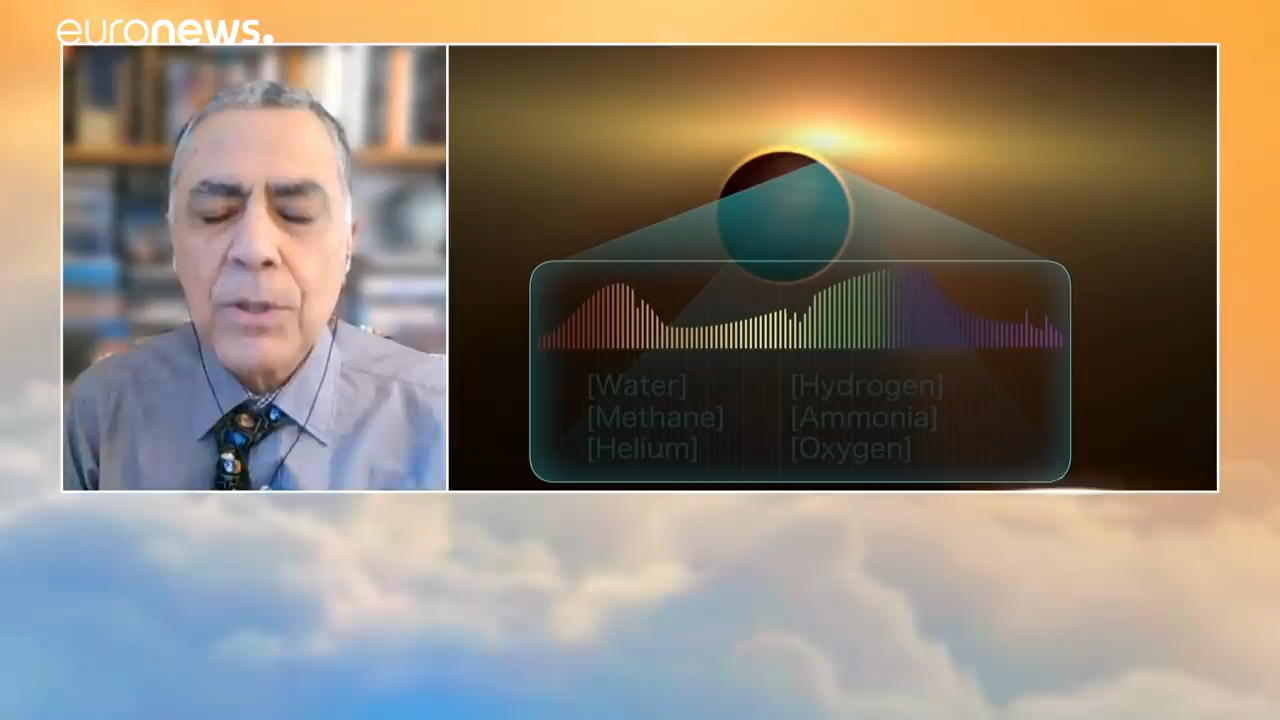 euronews.
[Water]
[Methane]
[Helium]
[Hydrogen]
[Ammonia]
[Oxygen]